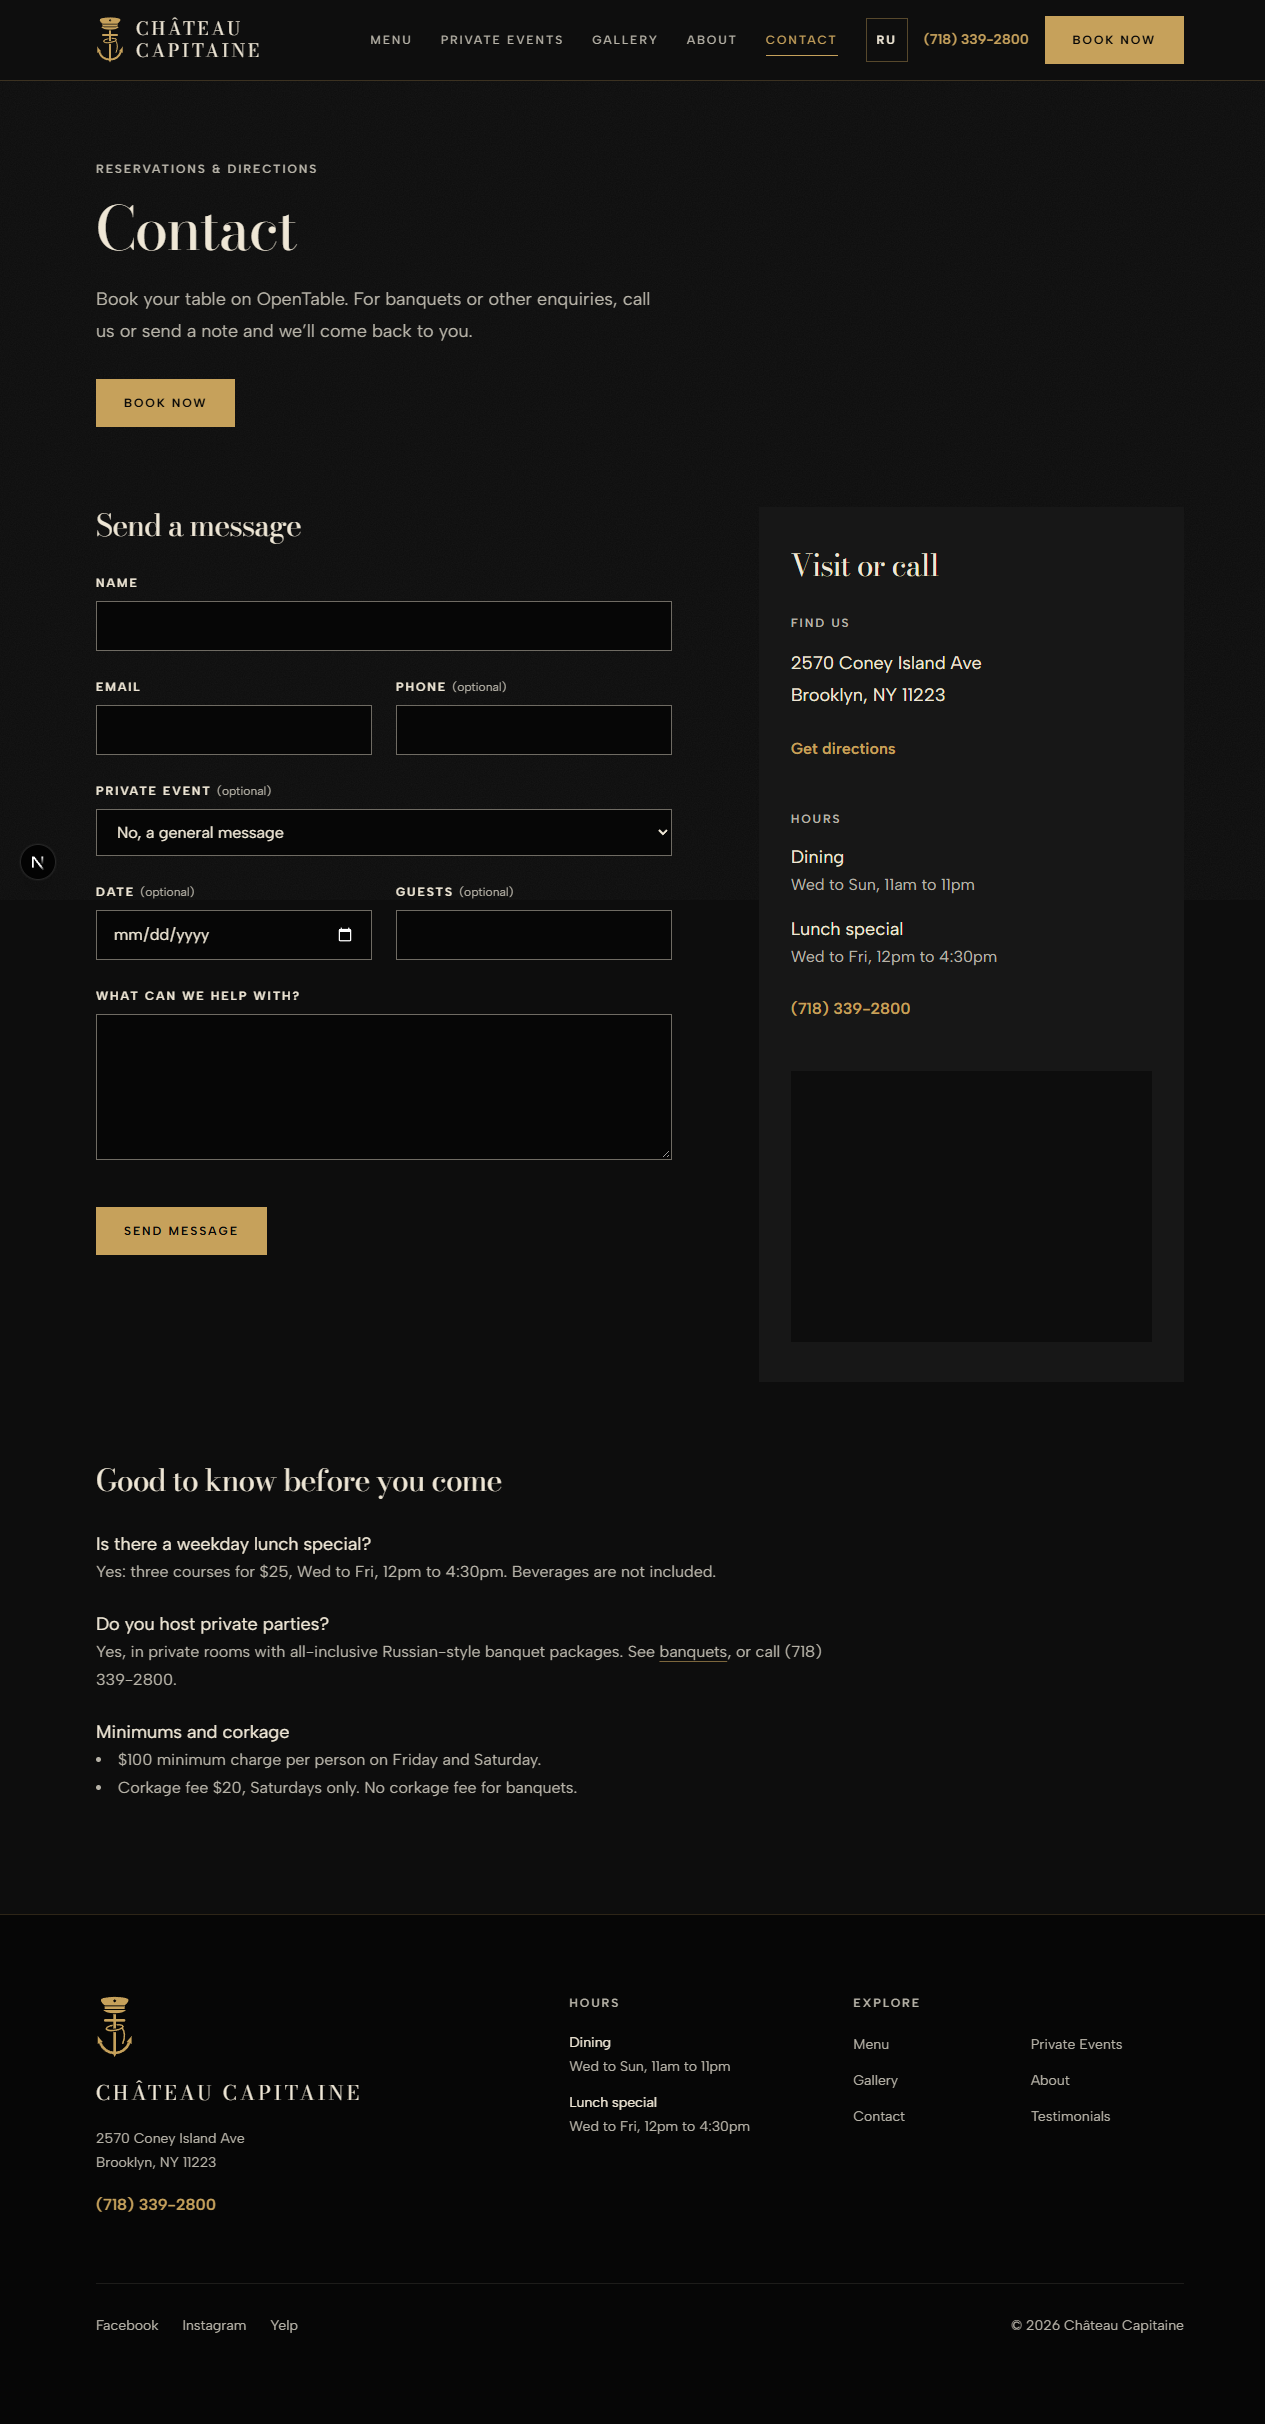 CHÂTEAU
CAPITAINE
MENU
PRIVATE EVENTS
GALLERY
ABOUT
CONTACT
RU
(718) 339-2800
BOOK NOW
RESERVATIONS & DIRECTIONS
Contact
Book your table on OpenTable. For banquets or other enquiries, call
us or send a note and we’ll come back to you.
BOOK NOW
Send a message
NAME
EMAIL
PHONE (optional)
PRIVATE EVENT (optional)
No, a general message
DATE (optional)
GUESTS (optional)
mm/dd/yyyy
WHAT CAN WE HELP WITH?
SEND MESSAGE
Visit or call
FIND US
2570 Coney Island Ave
Brooklyn, NY 11223
Get directions
HOURS
Dining
Wed to Sun, 11am to 11pm
Lunch special
Wed to Fri, 12pm to 4:30pm
(718) 339-2800
N
Good to know before you come
Is there a weekday lunch special?
Yes: three courses for $25, Wed to Fri, 12pm to 4:30pm. Beverages are not included.
Do you host private parties?
Yes, in private rooms with all-inclusive Russian-style banquet packages. See banquets, or call (718)
339-2800.
Minimums and corkage
• $100 minimum charge per person on Friday and Saturday.
• Corkage fee $20, Saturdays only. No corkage fee for banquets.
CHÂTEAU CAPITAINE
2570 Coney Island Ave
Brooklyn, NY 11223
(718) 339-2800
HOURS
Dining
Wed to Sun, 11am to 11pm
Lunch special
Wed to Fri, 12pm to 4:30pm
EXPLORE
Menu
Private Events
Gallery
About
Contact
Testimonials
Facebook
Instagram
Yelp
© 2026 Château Capitaine